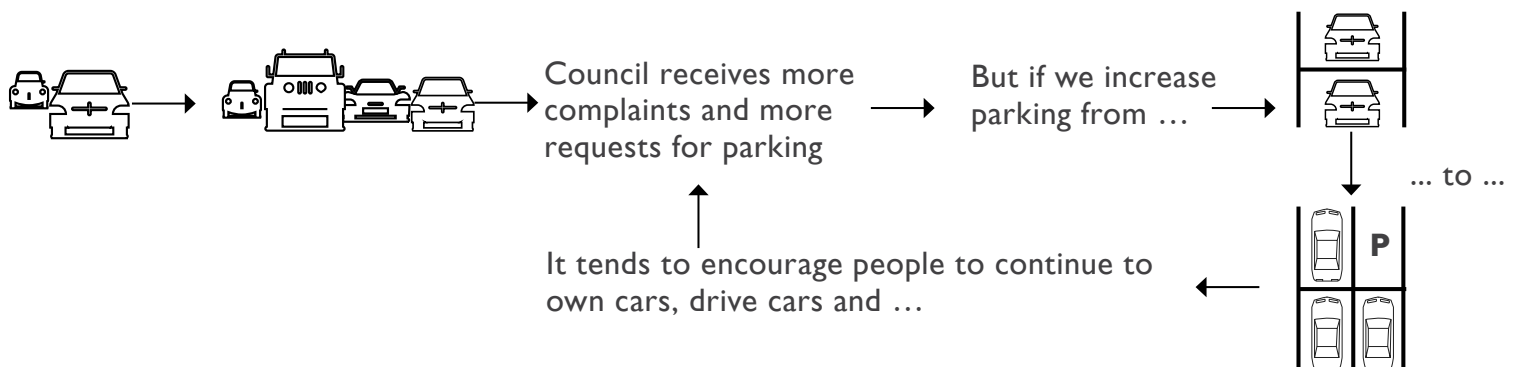 Council receives more
complaints and more
requests for parking
But if we increase
parking from …
... to ...
P
It tends to encourage people to continue to
own cars, drive cars and …